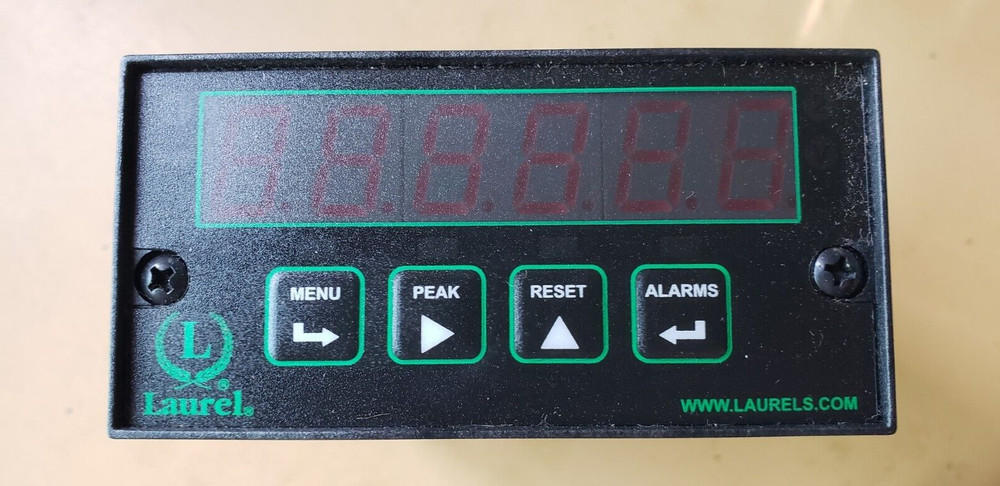 MENU
PEAK
RESET
ALARMS
L
®
Laurel®
WWW.LAURELS.COM